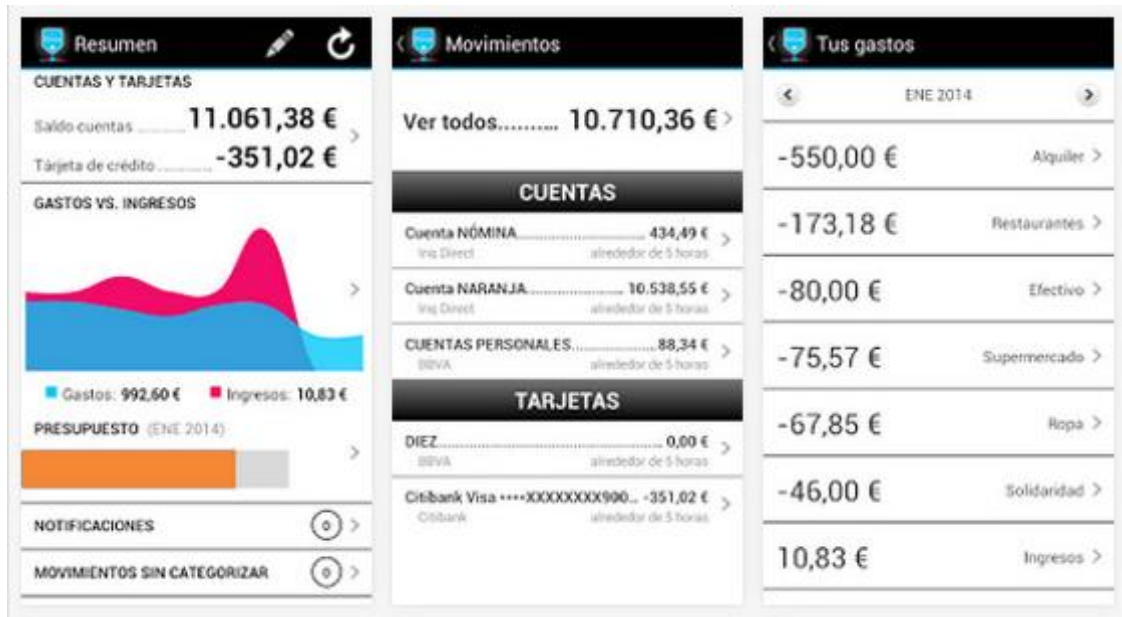 Resumen
CUENTAS Y TARJETAS
Saldo cuentas ........... 11.061,38 €
Tárjeta de crédito ............ -351,02 €
GASTOS VS. INGRESOS
Gastos: 992,60 € Ingresos: 10,83 €
PRESUPUESTO (ENE 2014)
NOTIFICACIONES 0
MOVIMIENTOS SIN CATEGORIZAR 0
Movimientos
Ver todos.......... 10.710,36 €
CUENTAS
Cuenta NÓMINA.......................... 434,49 €
Ing Direct alrededor de 5 horas
Cuenta NARANJA..................... 10.538,55 €
Ing Direct alrededor de 5 horas
CUENTAS PERSONALES.................. 88,34 €
BBVA alrededor de 5 horas
TARJETAS
DIEZ.............................................. 0,00 €
BBVA alrededor de 5 horas
Citibank Visa ····XXXXXXXX900... -351,02 €
Citibank alrededor de 5 horas
Tus gastos
ENE 2014
-550,00 € Alquiler
-173,18 € Restaurantes
-80,00 € Efectivo
-75,57 € Supermercado
-67,85 € Ropa
-46,00 € Solidaridad
10,83 € Ingresos